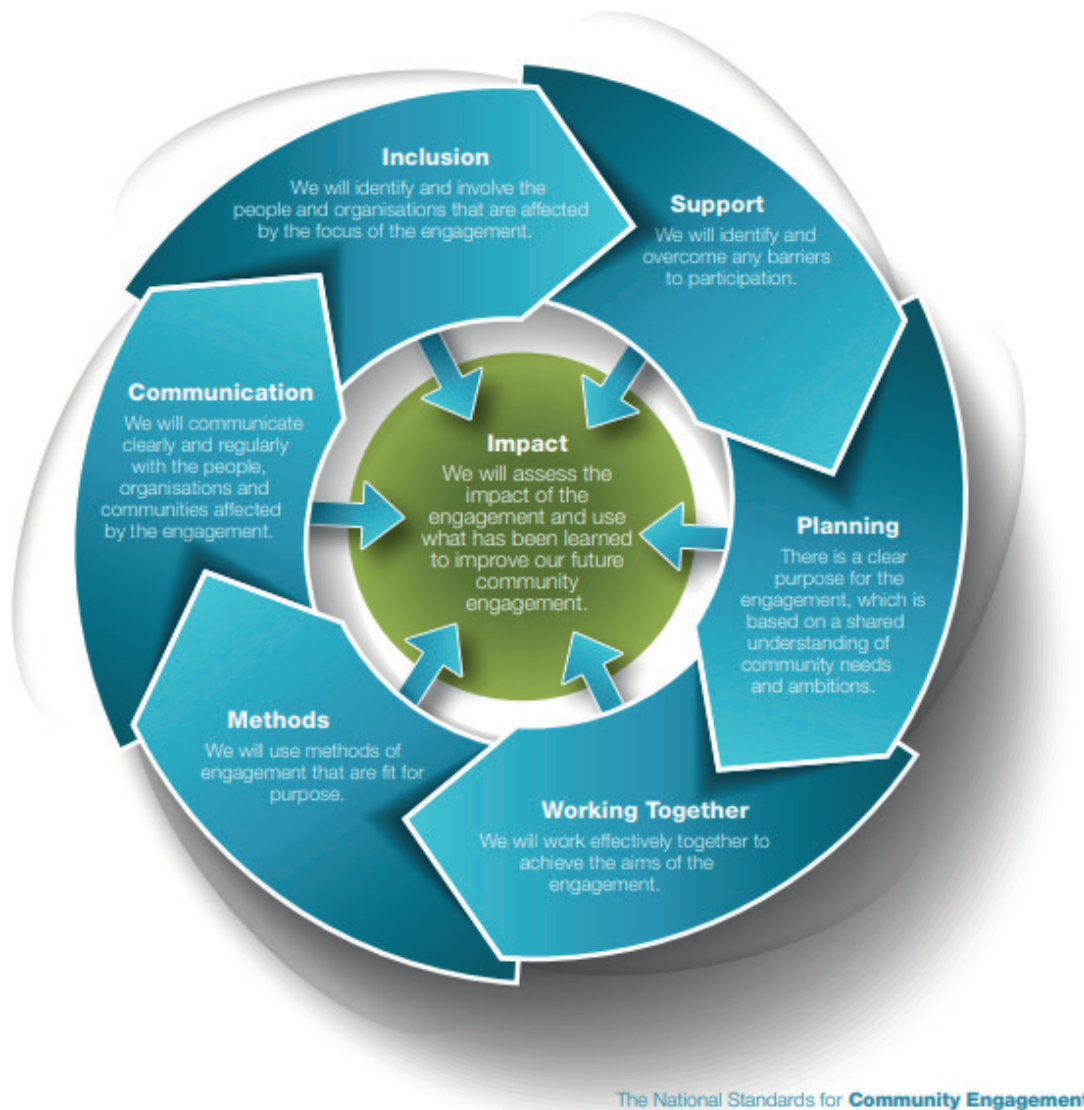 Inclusion
We will identify and involve the
people and organisations that are affected
by the focus of the engagement.
Support
We will identify and
overcome any barriers
to participation.
Planning
There is a clear
purpose for the
engagement, which is
based on a shared
understanding of
community needs
and ambitions.
Working Together
We will work effectively together to
achieve the aims of the
engagement.
Methods
We will use methods of
engagement that are fit for
purpose.
Communication
We will communicate
clearly and regularly
with the people,
organisations and
communities affected
by the engagement.
Impact
We will assess the
impact of the
engagement and use
what has been learned
to improve our future
community
engagement.
The National Standards for Community Engagement